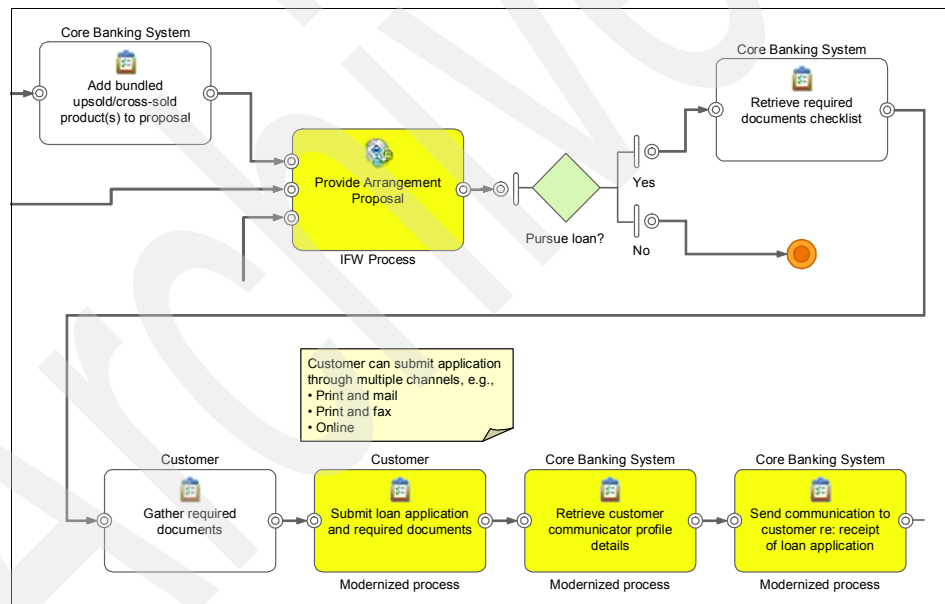 Core Banking System
Add bundled
upsold/cross-sold
product(s) to proposal
Provide Arrangement
Proposal
IFW Process
Pursue loan?
Yes
No
Core Banking System
Retrieve required
documents checklist
Customer can submit application
through multiple channels, e.g.,
• Print and mail
• Print and fax
• Online
Customer
Gather required
documents
Customer
Submit loan application
and required documents
Modernized process
Core Banking System
Retrieve customer
communicator profile
details
Modernized process
Core Banking System
Send communication to
customer re: receipt
of loan application
Modernized process
Archive